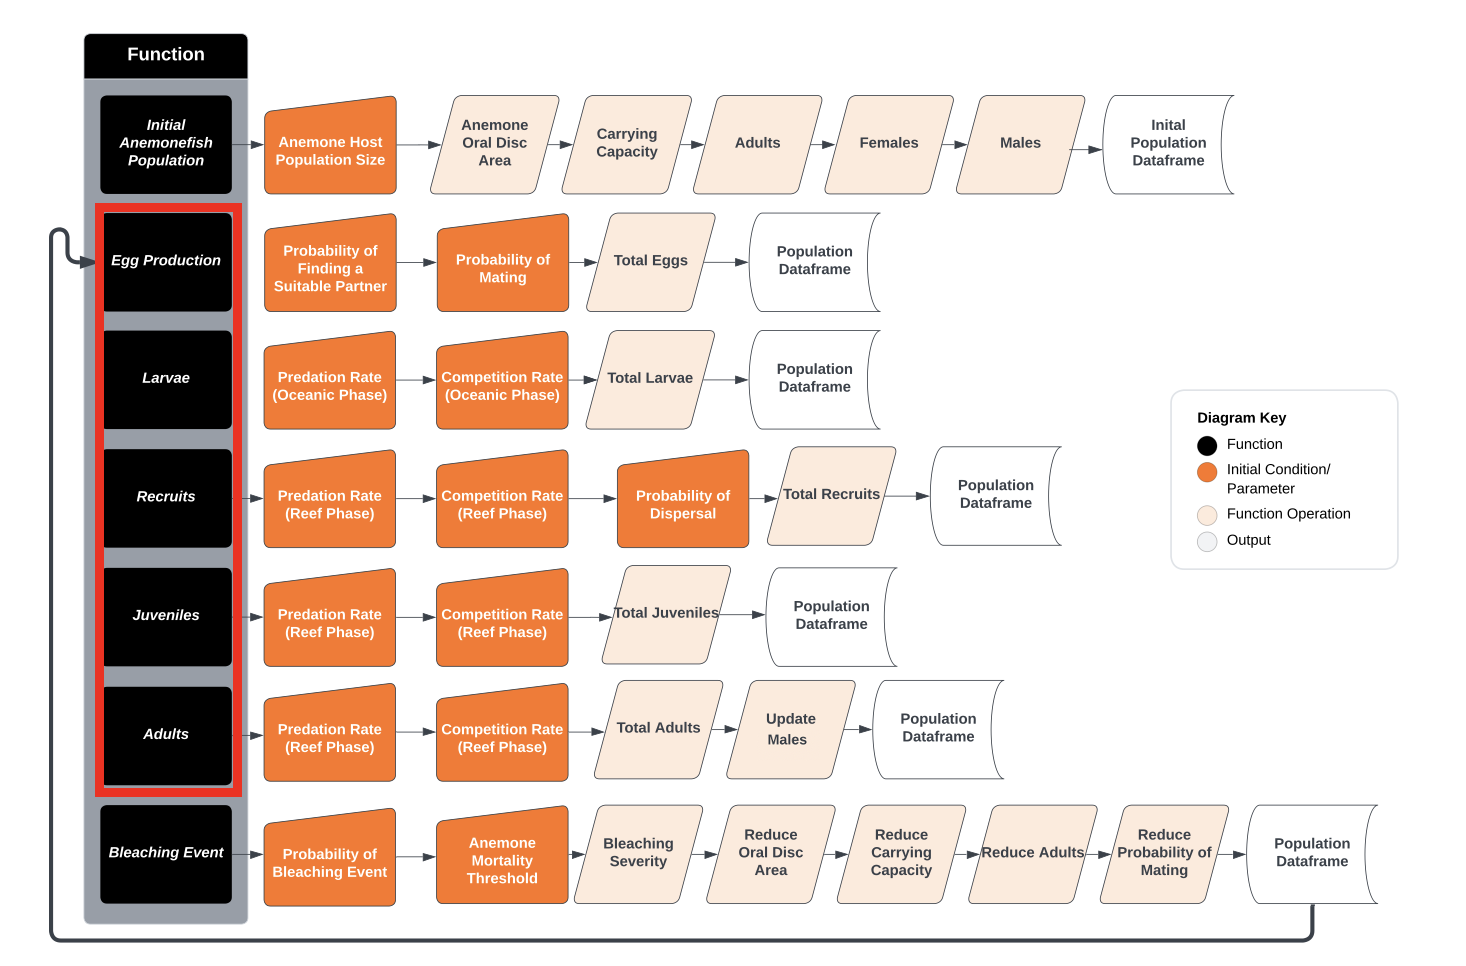 Function
Initial
Anemonefish
Population
Anemone Host
Population Size
Anemone
Oral Disc
Area
Carrying
Capacity
Adults
Females
Males
Inital
Population
Dataframe
Egg Production
Probability of
Finding a
Suitable Partner
Probability of
Mating
Total Eggs
Population
Dataframe
Larvae
Predation Rate
(Oceanic Phase)
Competition Rate
(Oceanic Phase)
Total Larvae
Population
Dataframe
Recruits
Predation Rate
(Reef Phase)
Competition Rate
(Reef Phase)
Probability of
Dispersal
Total Recruits
Population
Dataframe
Juveniles
Predation Rate
(Reef Phase)
Competition Rate
(Reef Phase)
Total Juveniles
Population
Dataframe
Adults
Predation Rate
(Reef Phase)
Competition Rate
(Reef Phase)
Total Adults
Update
Males
Population
Dataframe
Bleaching Event
Probability of
Bleaching Event
Anemone
Mortality
Threshold
Bleaching
Severity
Reduce
Oral Disc
Area
Reduce
Carrying
Capacity
Reduce Adults
Reduce
Probability of
Mating
Population
Dataframe
Diagram Key
Function
Initial Condition/
Parameter
Function Operation
Output